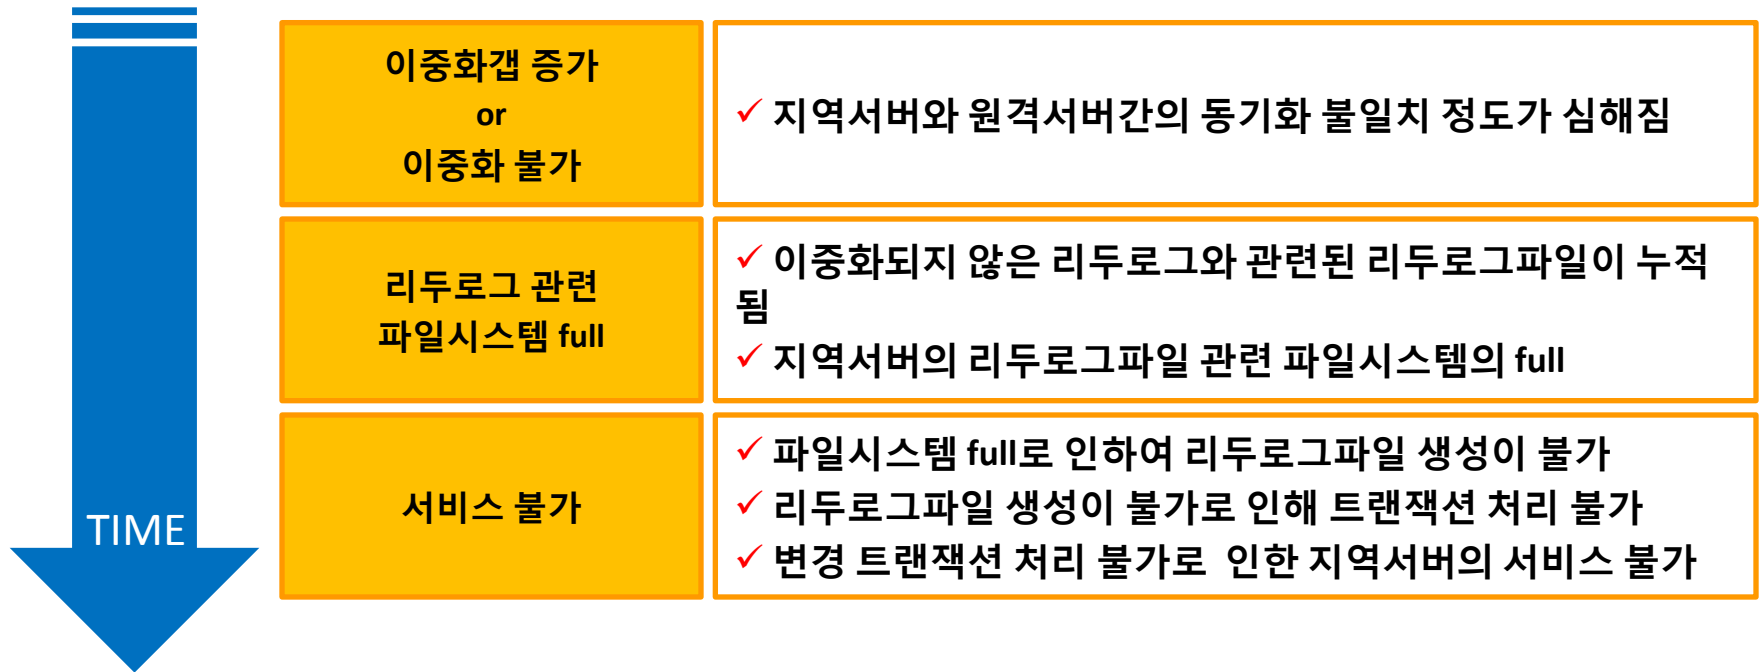 이중화갭 증가
or
이중화 불가
✓ 지역서버와 원격서버간의 동기화 불일치 정도가 심해짐
리두로그 관련
파일시스템 full
✓ 이중화되지 않은 리두로그와 관련된 리두로그파일이 누적
됨
✓ 지역서버의 리두로그파일 관련 파일시스템의 full
서비스 불가
✓ 파일시스템 full로 인하여 리두로그파일 생성이 불가
✓ 리두로그파일 생성이 불가로 인해 트랜잭션 처리 불가
✓ 변경 트랜잭션 처리 불가로 인한 지역서버의 서비스 불가
TIME